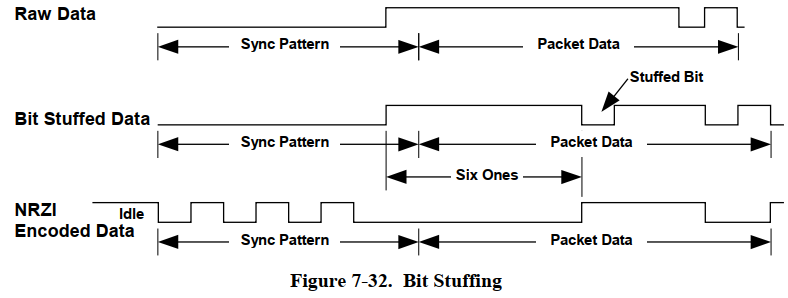 Raw Data
Sync Pattern
Packet Data
Stuffed Bit
Bit Stuffed Data
Sync Pattern
Packet Data
Six Ones
NRZI Idle
Encoded Data
Sync Pattern
Packet Data
Figure 7-32. Bit Stuffing